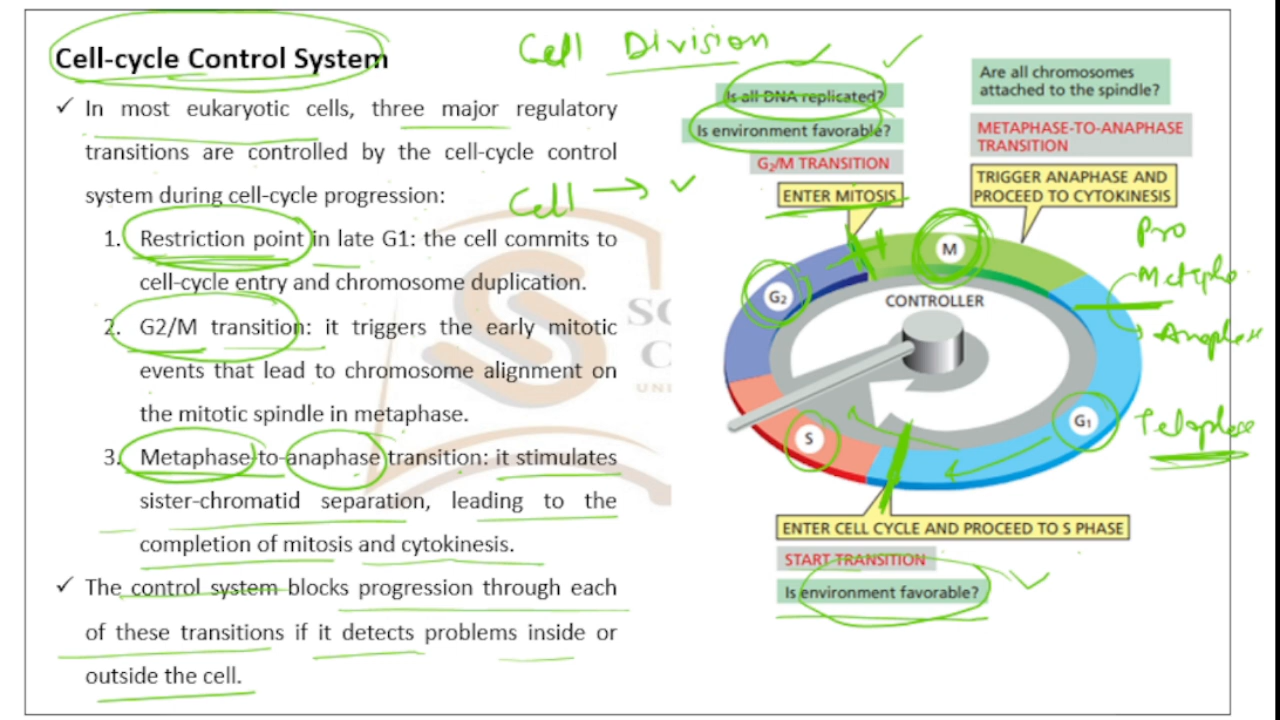 Cell-cycle Control System
Cell Division
✓ In most eukaryotic cells, three major regulatory
transitions are controlled by the cell-cycle control
system during cell-cycle progression:
Cell → ✓
1. Restriction point in late G1: the cell commits to
cell-cycle entry and chromosome duplication.
2. G2/M transition: it triggers the early mitotic
events that lead to chromosome alignment on
the mitotic spindle in metaphase.
3. Metaphase-to-anaphase transition: it stimulates
sister-chromatid separation, leading to the
completion of mitosis and cytokinesis.
✓ The control system blocks progression through each
of these transitions if it detects problems inside or
outside the cell.
Is all DNA replicated?
Is environment favorable?
G₂/M TRANSITION
ENTER MITOSIS
Are all chromosomes
attached to the spindle?
METAPHASE-TO-ANAPHASE
TRANSITION
TRIGGER ANAPHASE AND
PROCEED TO CYTOKINESIS
M
G₂
CONTROLLER
S
G₁
Pro
Metapha
Anaphase
Telophase
ENTER CELL CYCLE AND PROCEED TO S PHASE
START TRANSITION
Is environment favorable?